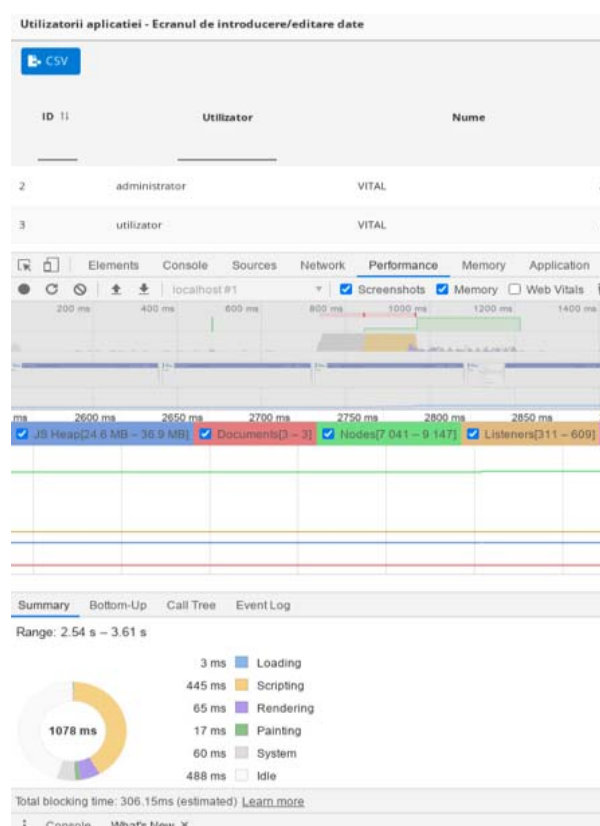 Utilizatorii aplicatiei - Ecranul de introducere/editare date
CSV
ID Utilizator Nume
2 administrator VITAL
3 utilizator VITAL
Elements Console Sources Network Performance Memory Application
localhost #1 Screenshots Memory Web Vitals
200 ms 400 ms 600 ms 800 ms 1000 ms 1200 ms 1400 ms
ms 2600 ms 2650 ms 2700 ms 2750 ms 2800 ms 2850 ms
JS Heap[24.6 MB – 36.9 MB] Documents[3 – 3] Nodes[7 041 – 9 147] Listeners[311 – 609]
Summary Bottom-Up Call Tree Event Log
Range: 2.54 s – 3.61 s
3 ms Loading
445 ms Scripting
65 ms Rendering
1078 ms 17 ms Painting
60 ms System
488 ms Idle
Total blocking time: 306.15ms (estimated) Learn more
Console What's New ×